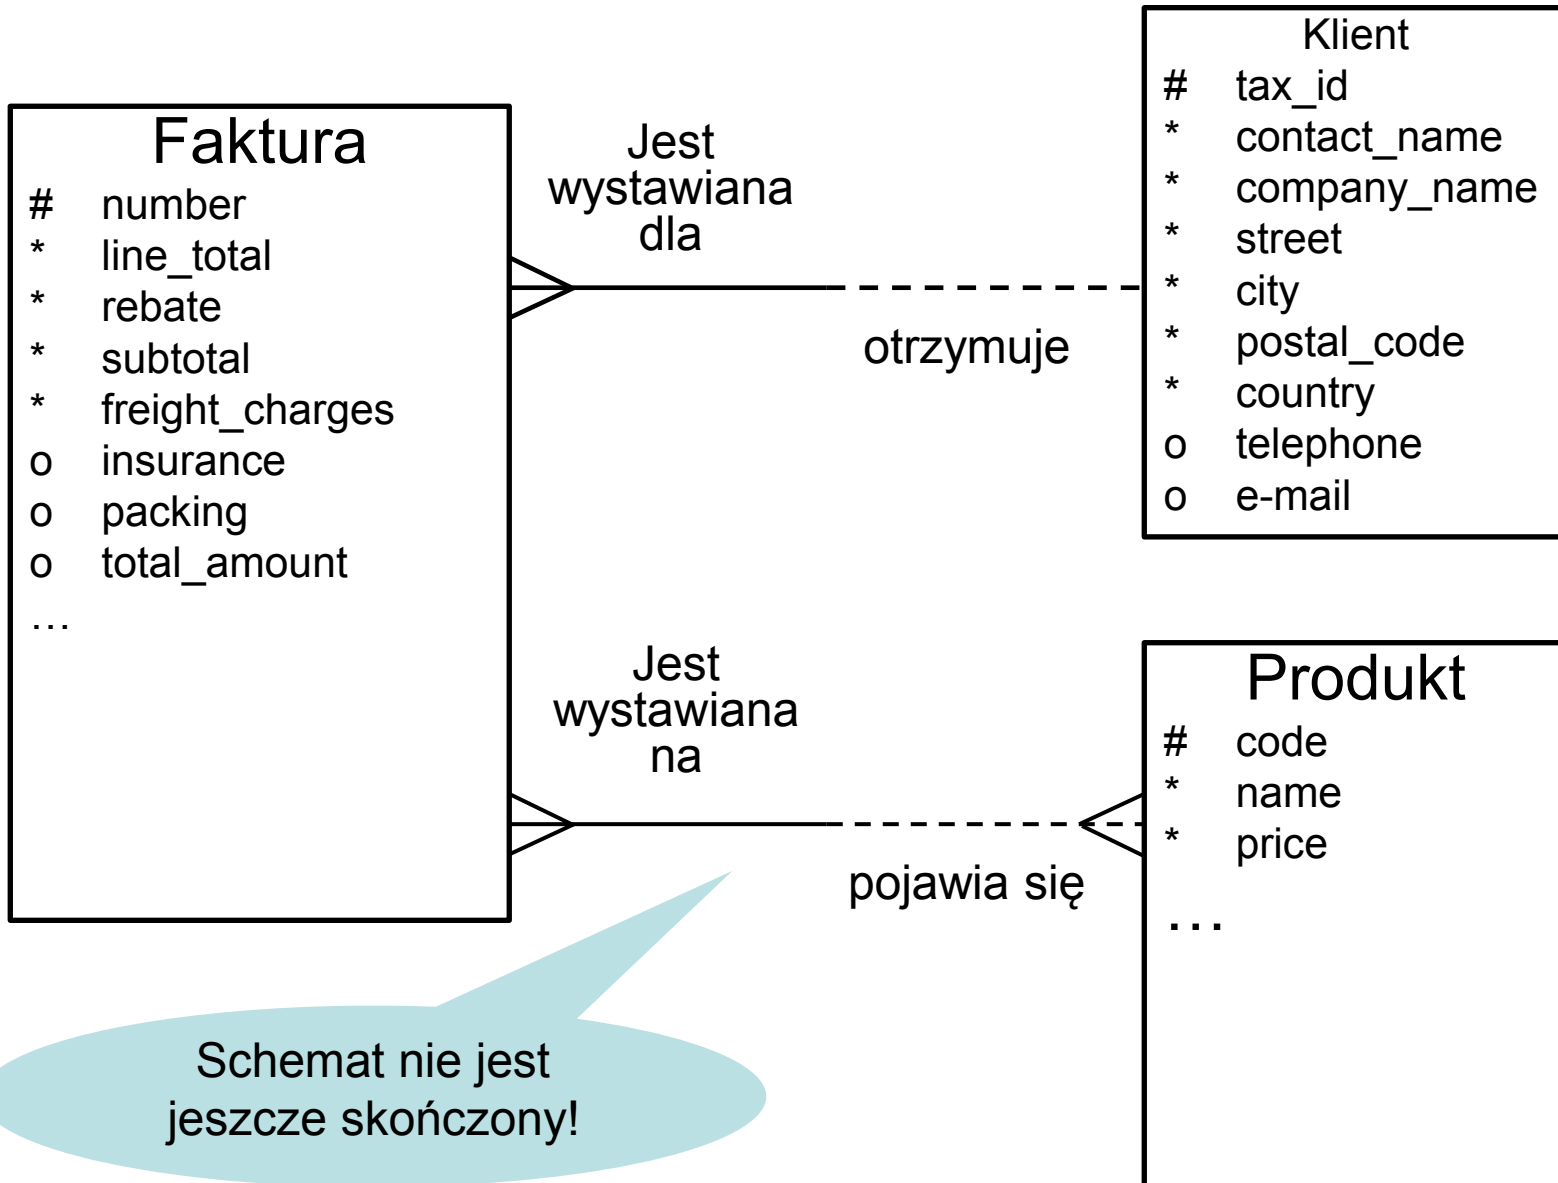 Faktura
# number
* line_total
* rebate
* subtotal
* freight_charges
o insurance
o packing
o total_amount
…
Jest
wystawiana
dla
otrzymuje
Klient
# tax_id
* contact_name
* company_name
* street
* city
* postal_code
* country
o telephone
o e-mail
Jest
wystawiana
na
pojawia się
Produkt
# code
* name
* price
…
Schemat nie jest
jeszcze skończony!